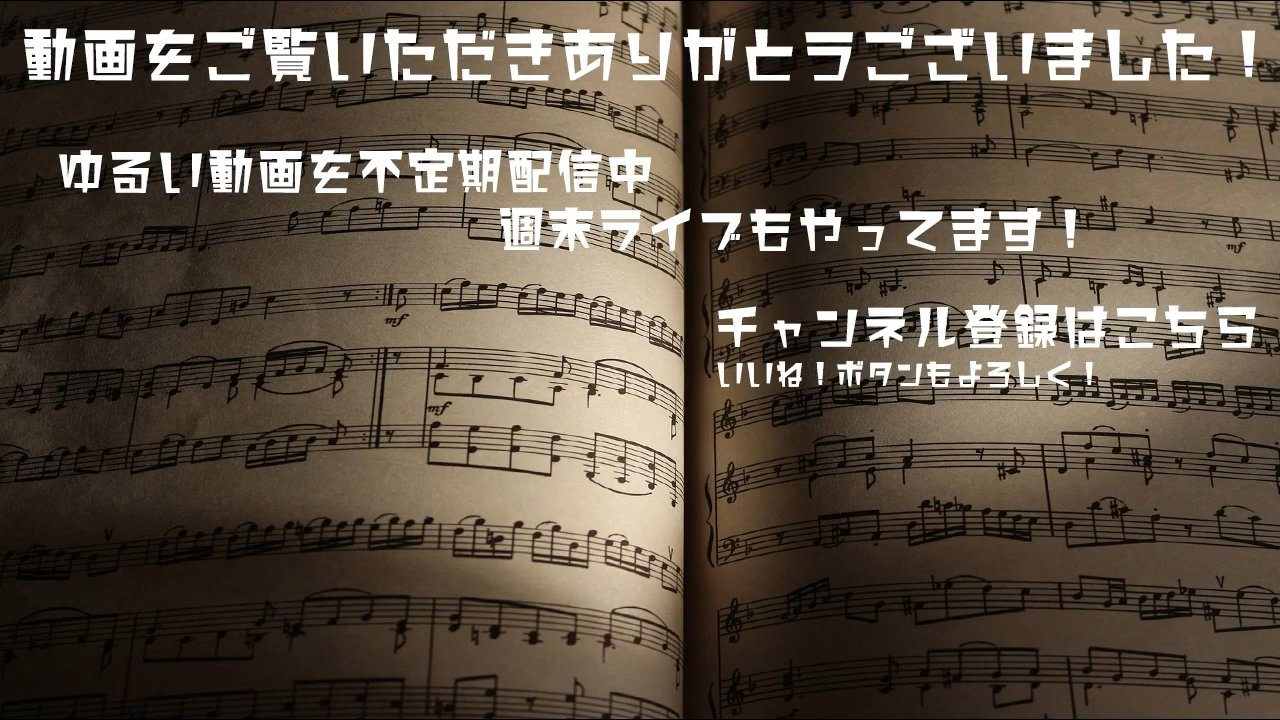 動画をご覧いただきありがとうございました！
ゆるい動画を不定期配信中
週末ライブもやってます！
チャンネル登録はこちら
いいね！ボタンもよろしく！
mf
mf
mf